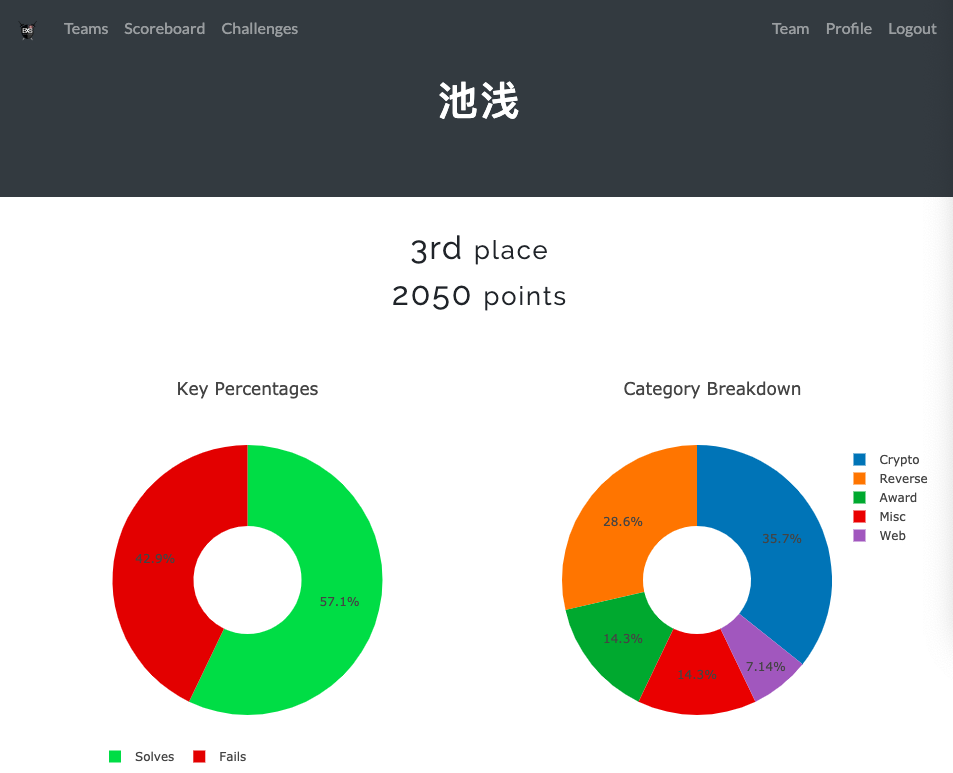 Teams Scoreboard Challenges Team Profile Logout
池浅
3rd place
2050 points
Key Percentages
42.9%
57.1%
Solves Fails
Category Breakdown
28.6%
35.7%
14.3%
14.3%
7.14%
Crypto
Reverse
Award
Misc
Web